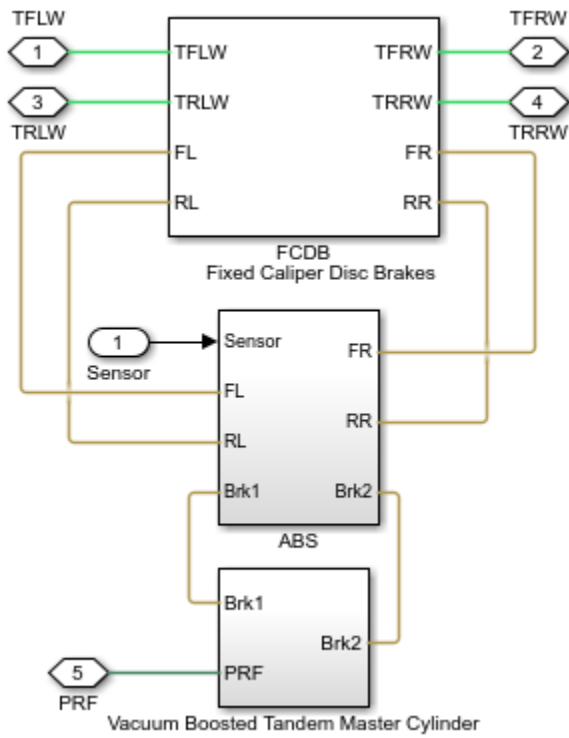 TFLW
TFRW
1
TFLW
TFRW
2
3
TRLW
TRRW
4
TRLW
TRRW
FL
FR
RL
RR
FCDB
Fixed Caliper Disc Brakes
1
Sensor
Sensor
FR
FL
RR
RL
Brk1
Brk2
ABS
Brk1
Brk2
5
PRF
PRF
Vacuum Boosted Tandem Master Cylinder